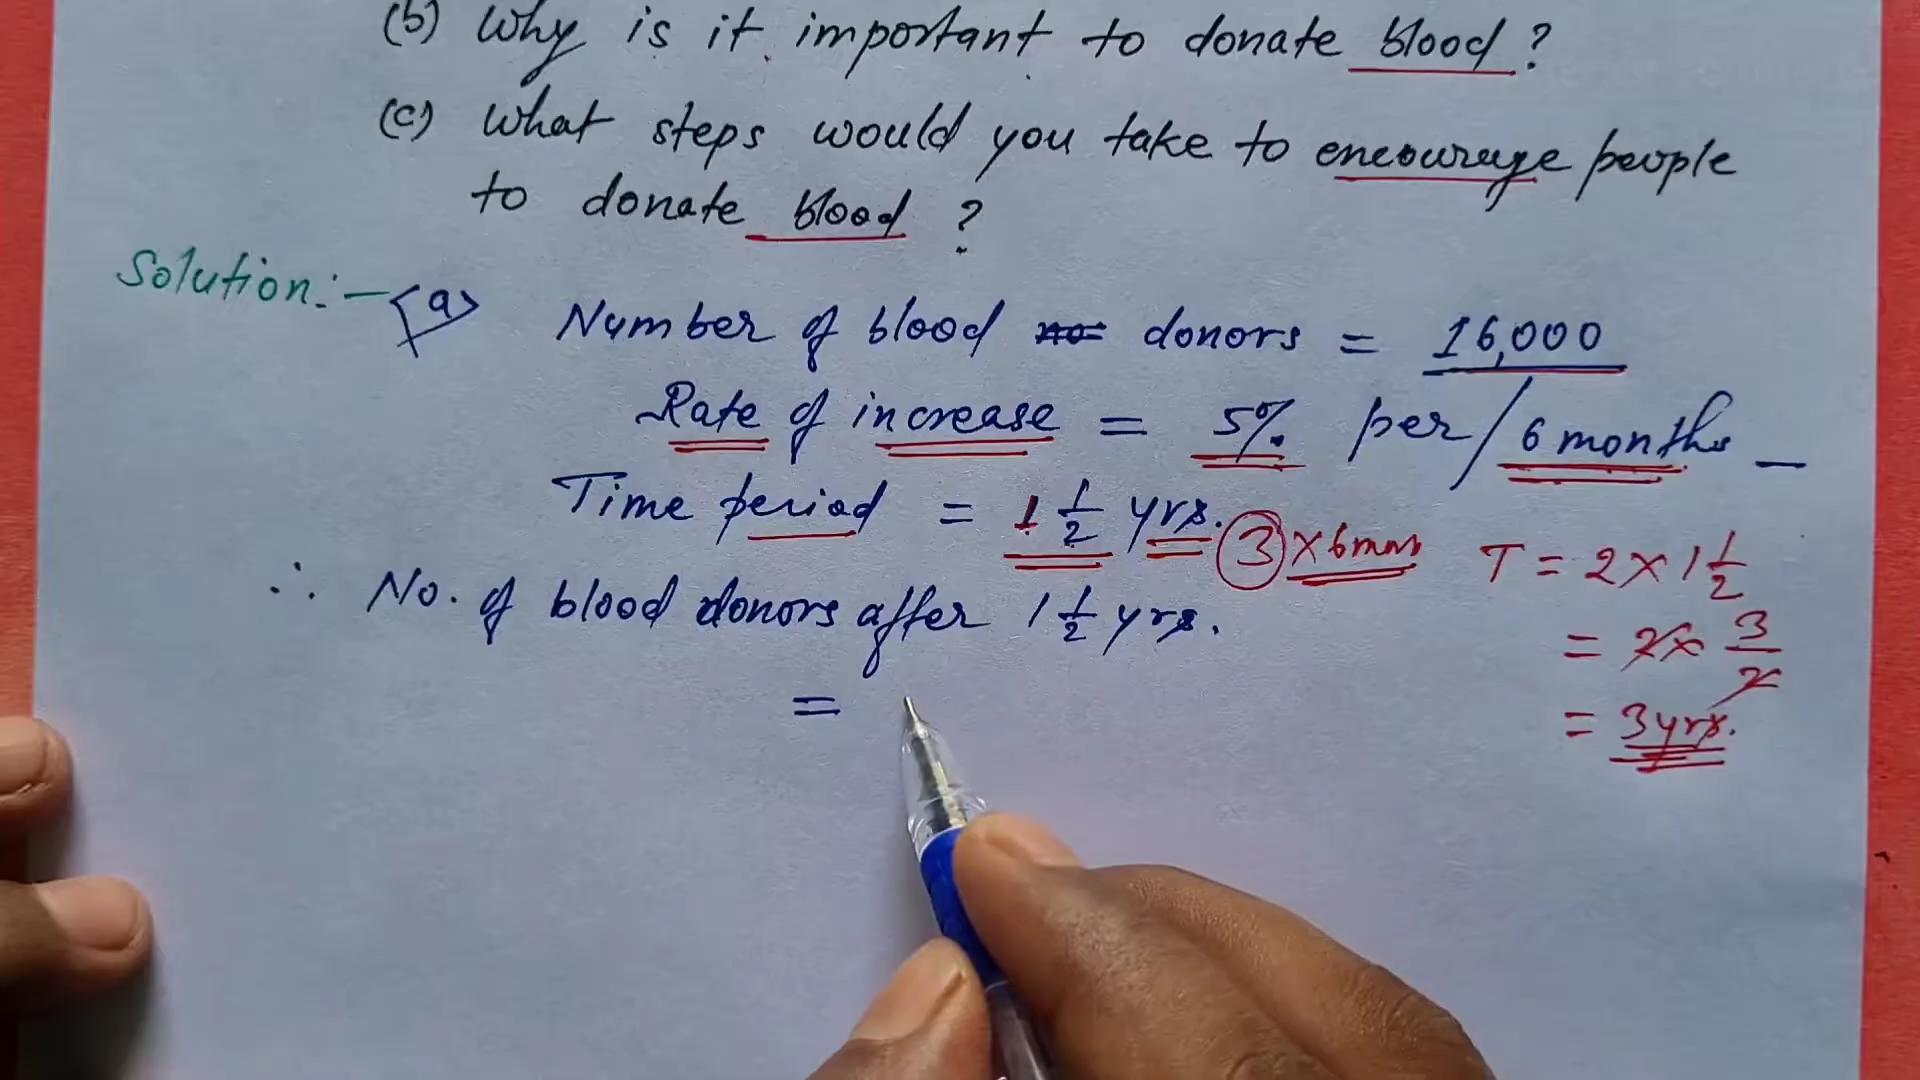 (b) Why is it important to donate blood?
(c) What steps would you take to encourage people
to donate blood ?
Solution:- <a> Number of blood donors = 16,000
Rate of increase = 5% per / 6 months
Time period = 1 1/2 yrs. 3 x 6 mon
∴ No. of blood donors after 1 1/2 yrs.
=
T = 2 x 1 1/2
= 2 x 3/2
= 3 yrs.